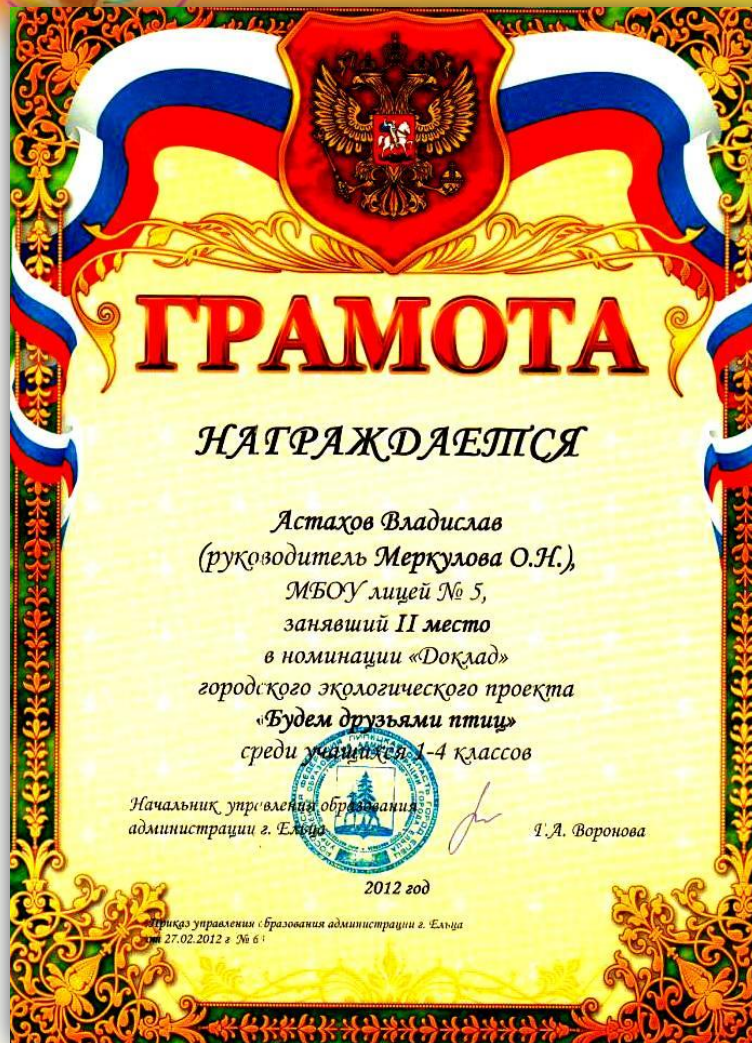 ГРАМОТА
НАГРАЖДАЕТСЯ
Астахов Владислав
(руководитель Меркулова О.Н.),
МБОУ лицей № 5,
занявший II место
в номинации «Доклад»
городского экологического проекта
«Будем друзьями птиц»
среди учащихся 1-4 классов
Начальник управления образования
администрации г. Ельца
Г.А. Воронова
2012 год
Приказ управления образования администрации г. Ельца
от 27.02.2012 г № 6